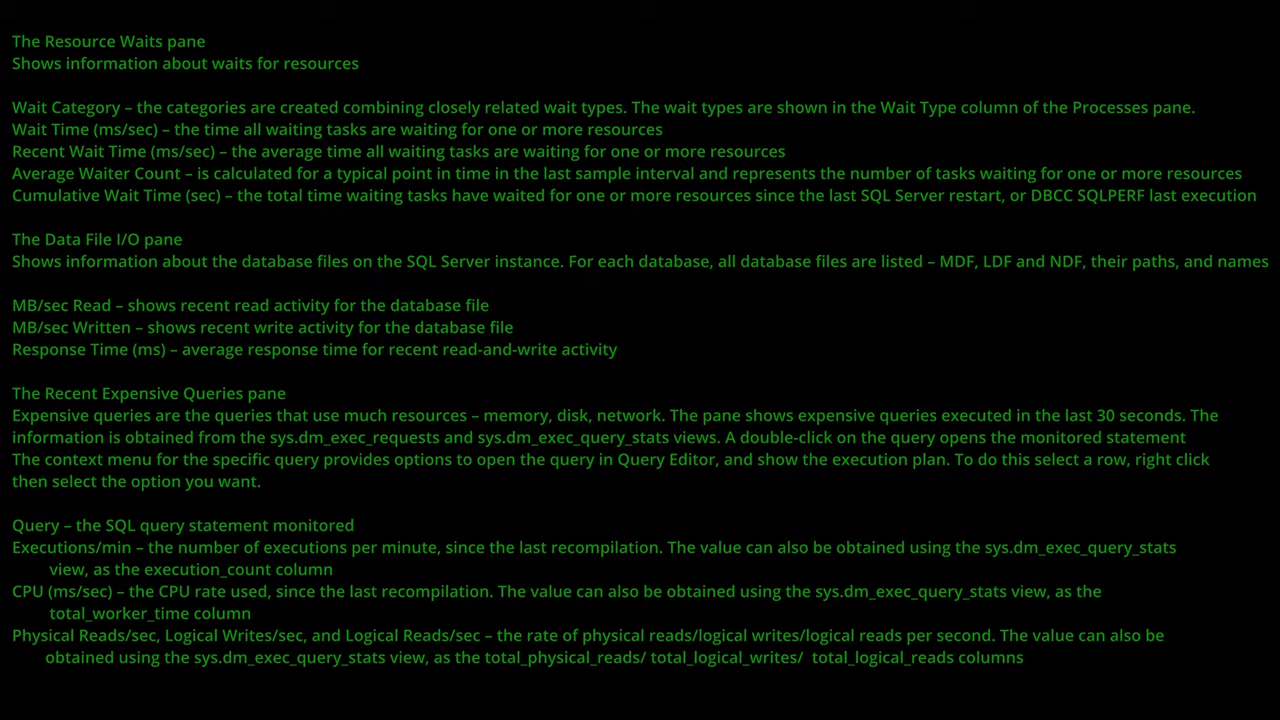 The Resource Waits pane
Shows information about waits for resources
Wait Category – the categories are created combining closely related wait types. The wait types are shown in the Wait Type column of the Processes pane.
Wait Time (ms/sec) – the time all waiting tasks are waiting for one or more resources
Recent Wait Time (ms/sec) – the average time all waiting tasks are waiting for one or more resources
Average Waiter Count – is calculated for a typical point in time in the last sample interval and represents the number of tasks waiting for one or more resources
Cumulative Wait Time (sec) – the total time waiting tasks have waited for one or more resources since the last SQL Server restart, or DBCC SQLPERF last execution
The Data File I/O pane
Shows information about the database files on the SQL Server instance. For each database, all database files are listed – MDF, LDF and NDF, their paths, and names
MB/sec Read – shows recent read activity for the database file
MB/sec Written – shows recent write activity for the database file
Response Time (ms) – average response time for recent read-and-write activity
The Recent Expensive Queries pane
Expensive queries are the queries that use much resources – memory, disk, network. The pane shows expensive queries executed in the last 30 seconds. The
information is obtained from the sys.dm_exec_requests and sys.dm_exec_query_stats views. A double-click on the query opens the monitored statement
The context menu for the specific query provides options to open the query in Query Editor, and show the execution plan. To do this select a row, right click
then select the option you want.
Query – the SQL query statement monitored
Executions/min – the number of executions per minute, since the last recompilation. The value can also be obtained using the sys.dm_exec_query_stats
view, as the execution_count column
CPU (ms/sec) – the CPU rate used, since the last recompilation. The value can also be obtained using the sys.dm_exec_query_stats view, as the
total_worker_time column
Physical Reads/sec, Logical Writes/sec, and Logical Reads/sec – the rate of physical reads/logical writes/logical reads per second. The value can also be
obtained using the sys.dm_exec_query_stats view, as the total_physical_reads/ total_logical_writes/  total_logical_reads columns